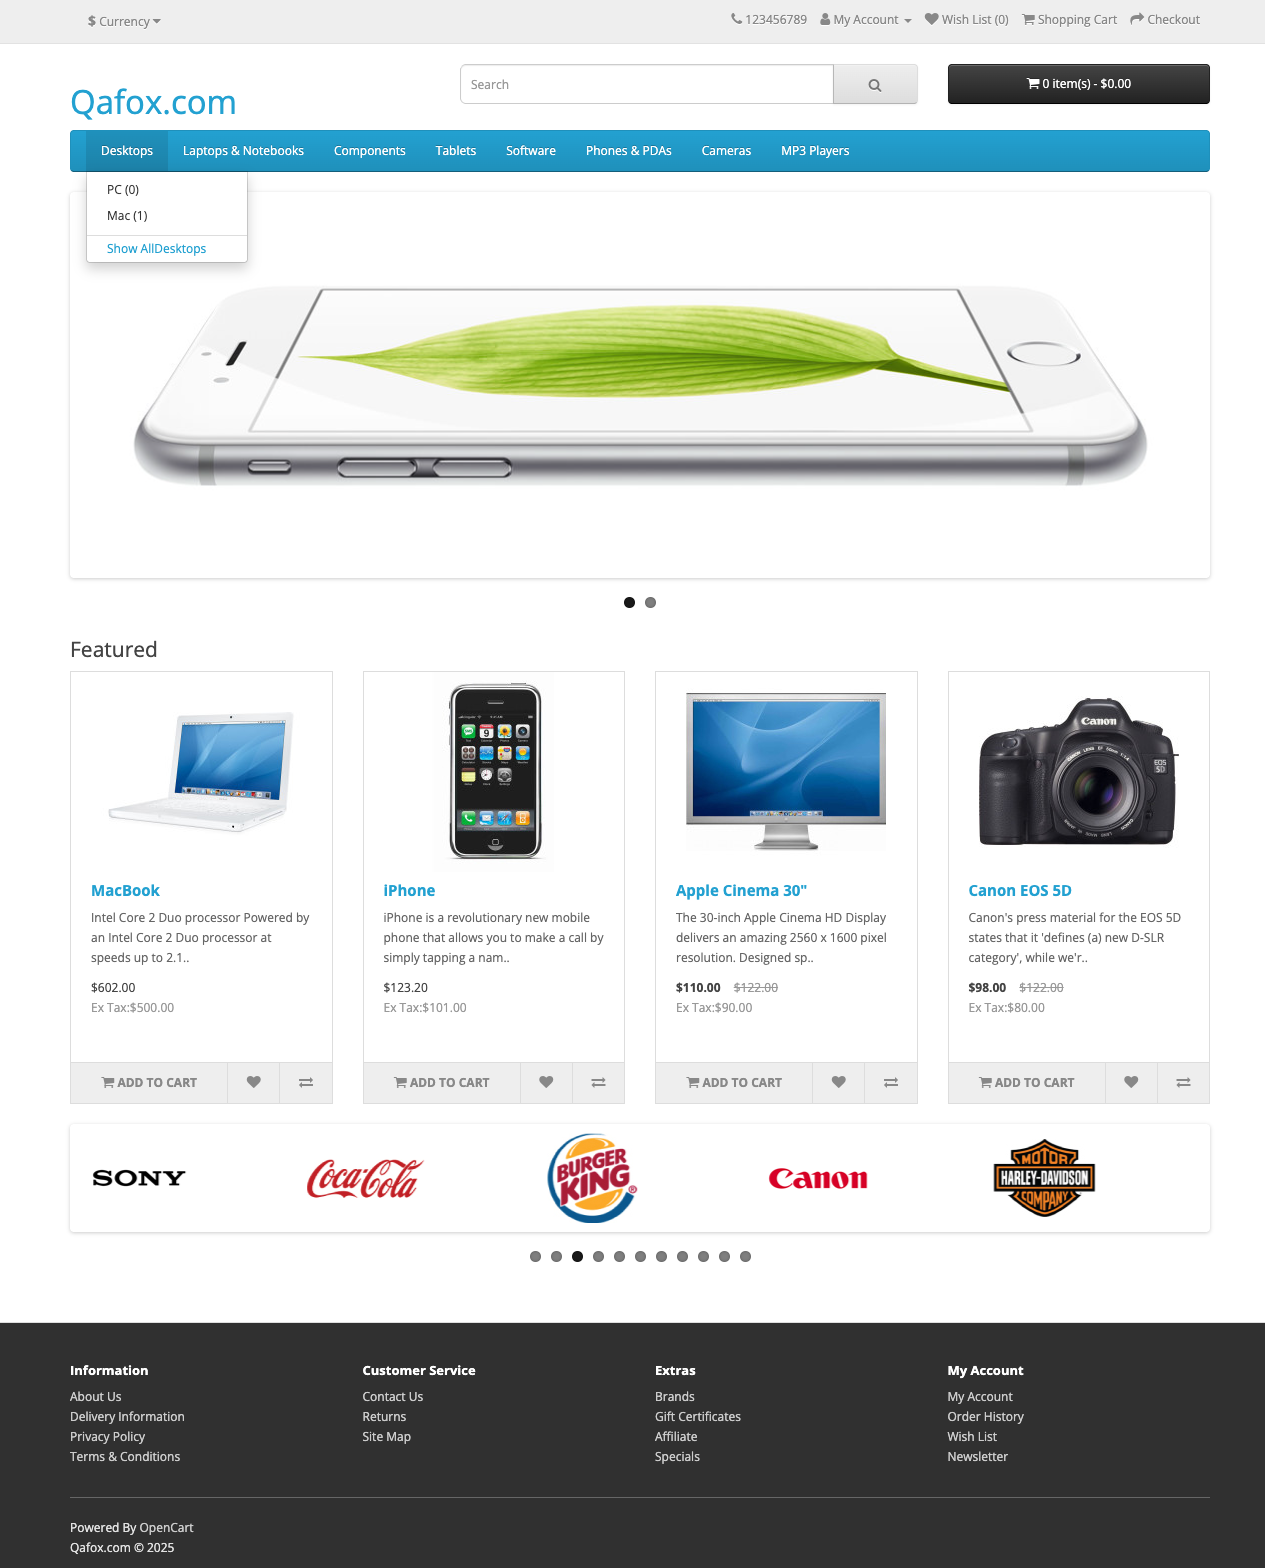 $ Currency
123456789 My Account Wish List (0) Shopping Cart Checkout
Qafox.com
Search
0 item(s) - $0.00
Desktops Laptops & Notebooks Components Tablets Software Phones & PDAs Cameras MP3 Players
PC (0)
Mac (1)
Show AllDesktops
Featured
Canon
EOS
5D
MacBook
Intel Core 2 Duo processor Powered by
an Intel Core 2 Duo processor at
speeds up to 2.1..
$602.00
Ex Tax:$500.00
ADD TO CART
iPhone
iPhone is a revolutionary new mobile
phone that allows you to make a call by
simply tapping a nam..
$123.20
Ex Tax:$101.00
ADD TO CART
Apple Cinema 30"
The 30-inch Apple Cinema HD Display
delivers an amazing 2560 x 1600 pixel
resolution. Designed sp..
$110.00 $122.00
Ex Tax:$90.00
ADD TO CART
Canon EOS 5D
Canon's press material for the EOS 5D
states that it 'defines (a) new D-SLR
category', while we'r..
$98.00 $122.00
Ex Tax:$80.00
ADD TO CART
SONY
Coca-Cola
BURGER
KING
Canon
MOTOR
HARLEY-DAVIDSON
COMPANY
Information
About Us
Delivery Information
Privacy Policy
Terms & Conditions
Customer Service
Contact Us
Returns
Site Map
Extras
Brands
Gift Certificates
Affiliate
Specials
My Account
My Account
Order History
Wish List
Newsletter
Powered By OpenCart
Qafox.com © 2025